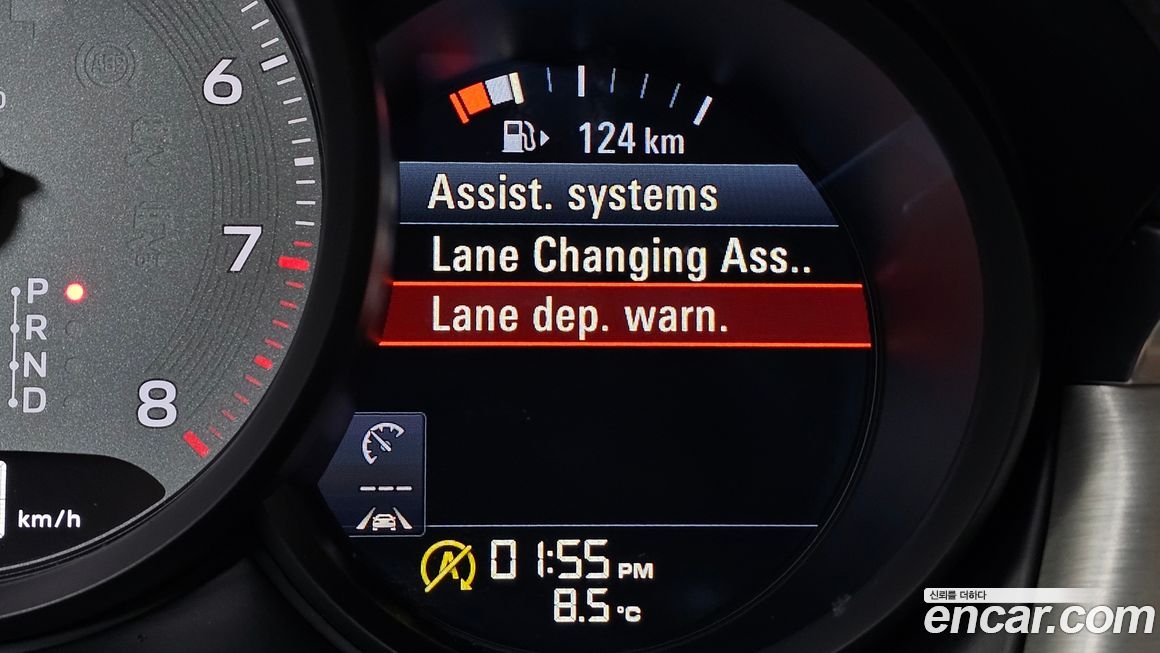 6
124 km
Assist. systems
Lane Changing Ass..
7
Lane dep. warn.
P
R
N
D
8
km/h
A
01:55 PM
8.5 °C
신뢰를 더하다
encar.com